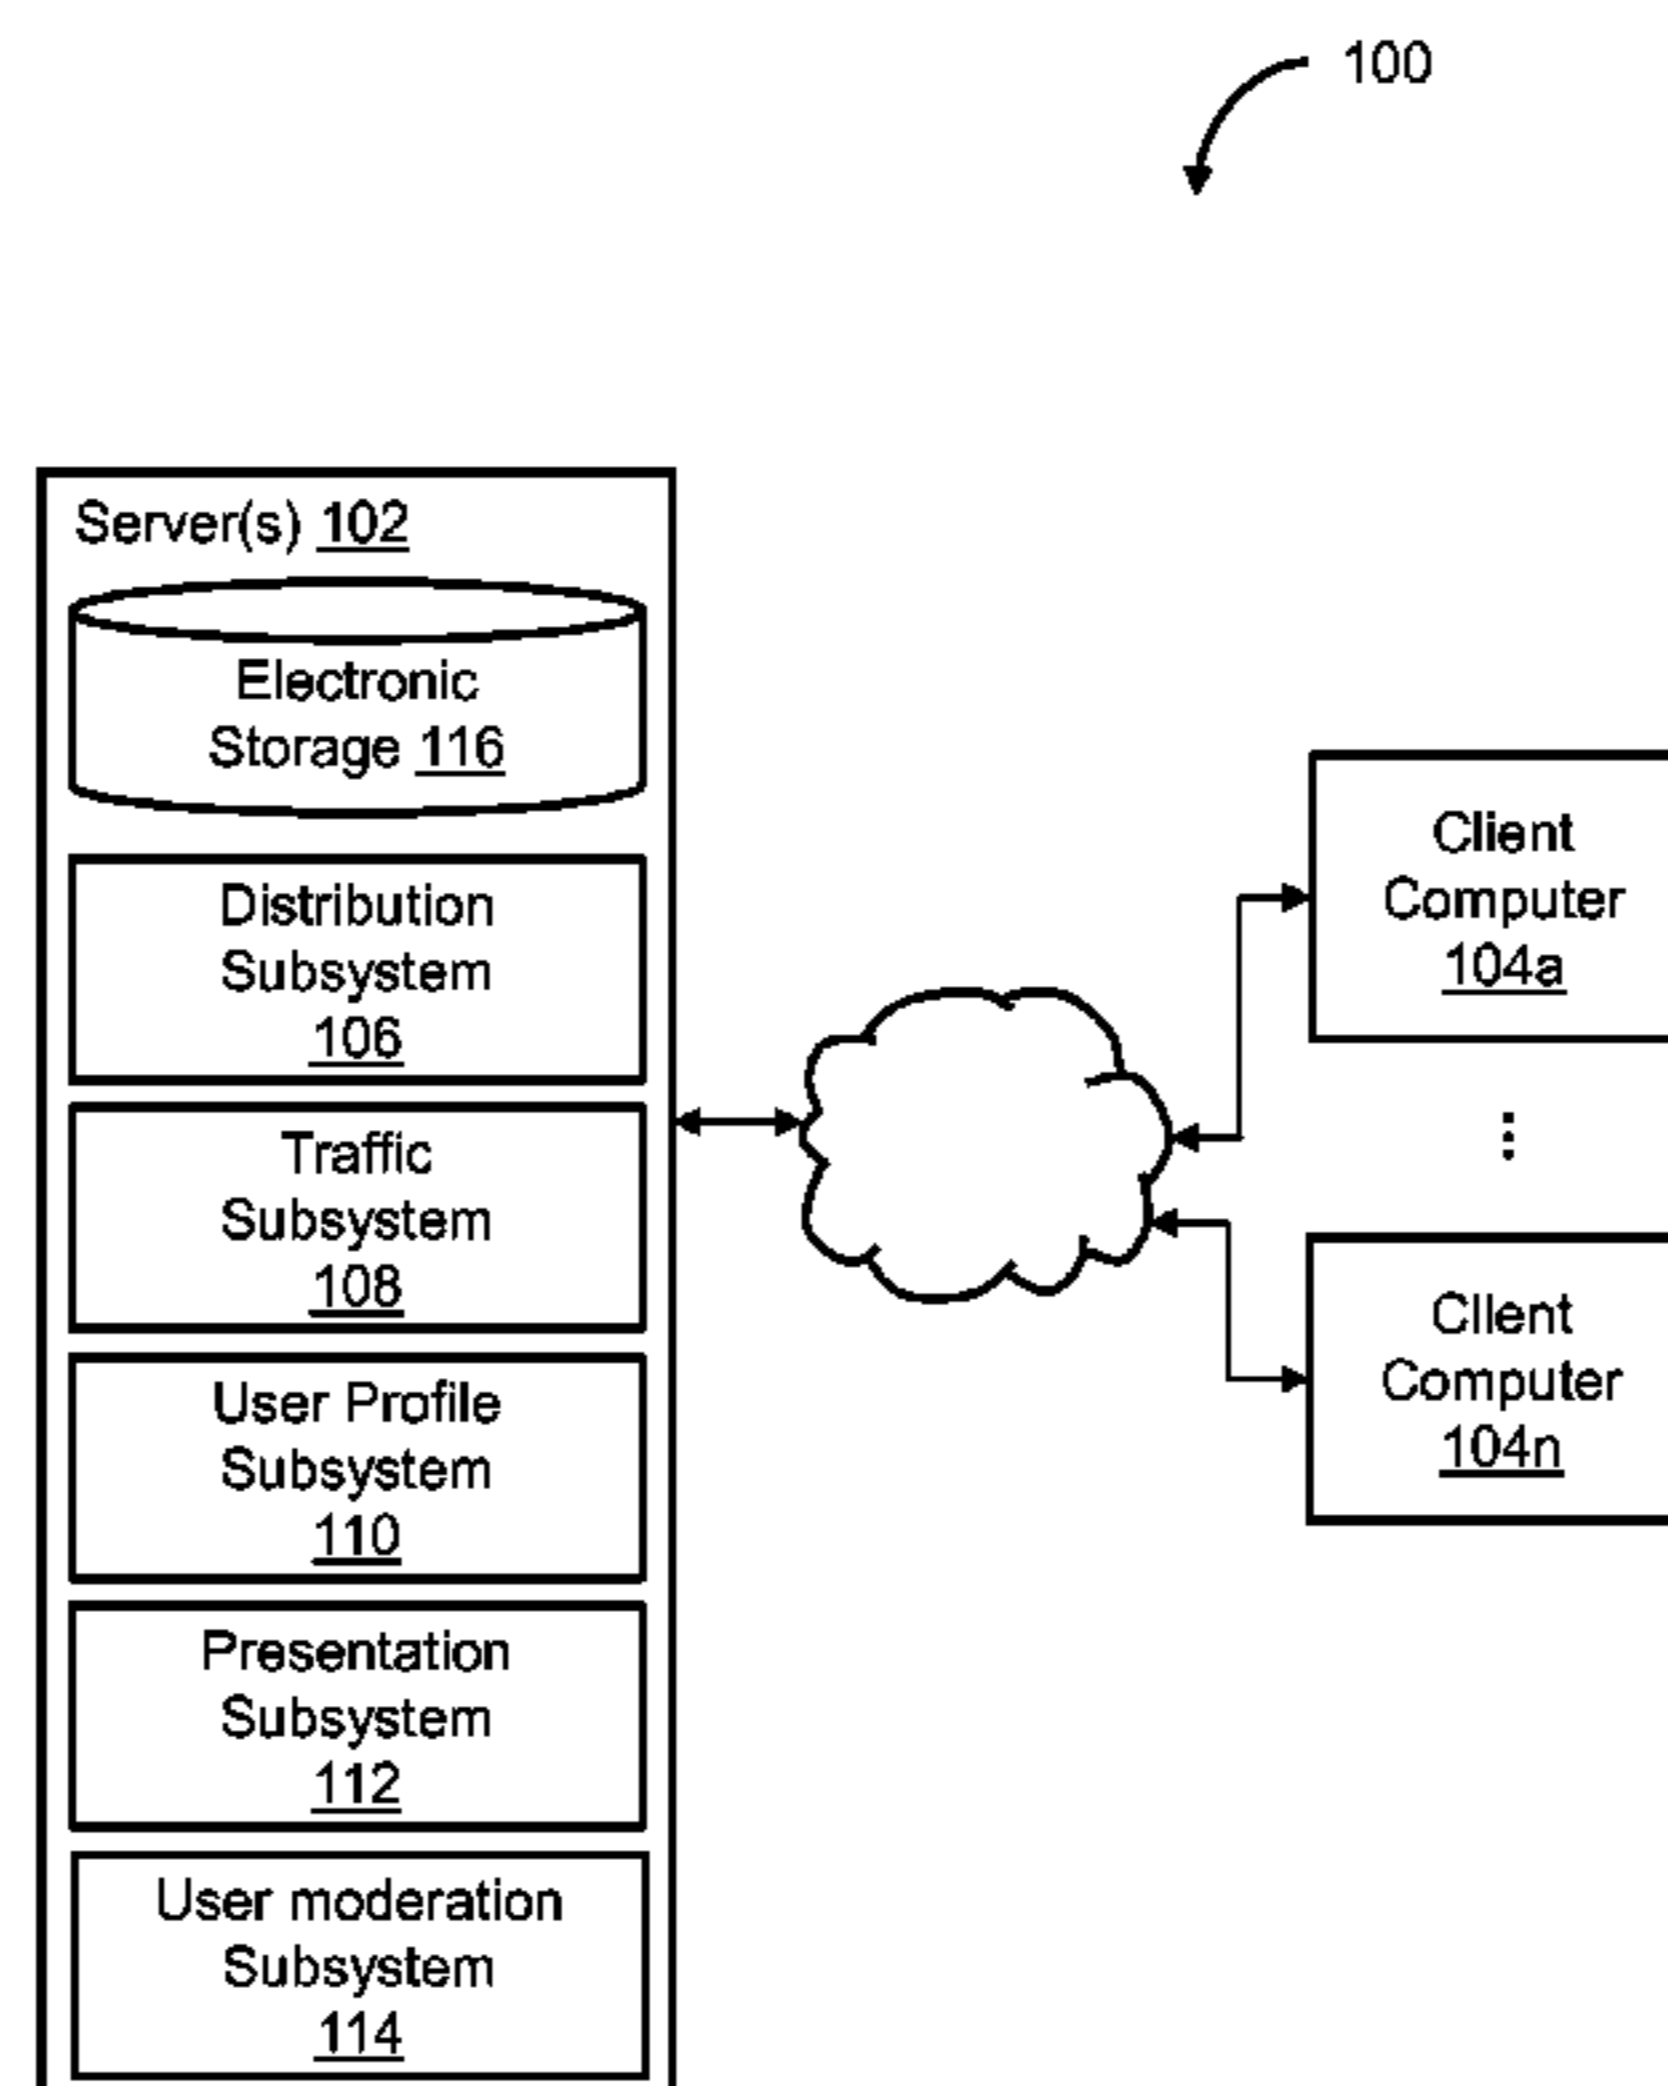 100
Server(s) 102
Electronic
Storage 116
Distribution
Subsystem
106
Traffic
Subsystem
108
User Profile
Subsystem
110
Presentation
Subsystem
112
User moderation
Subsystem
114
Client
Computer
104a
Client
Computer
104n